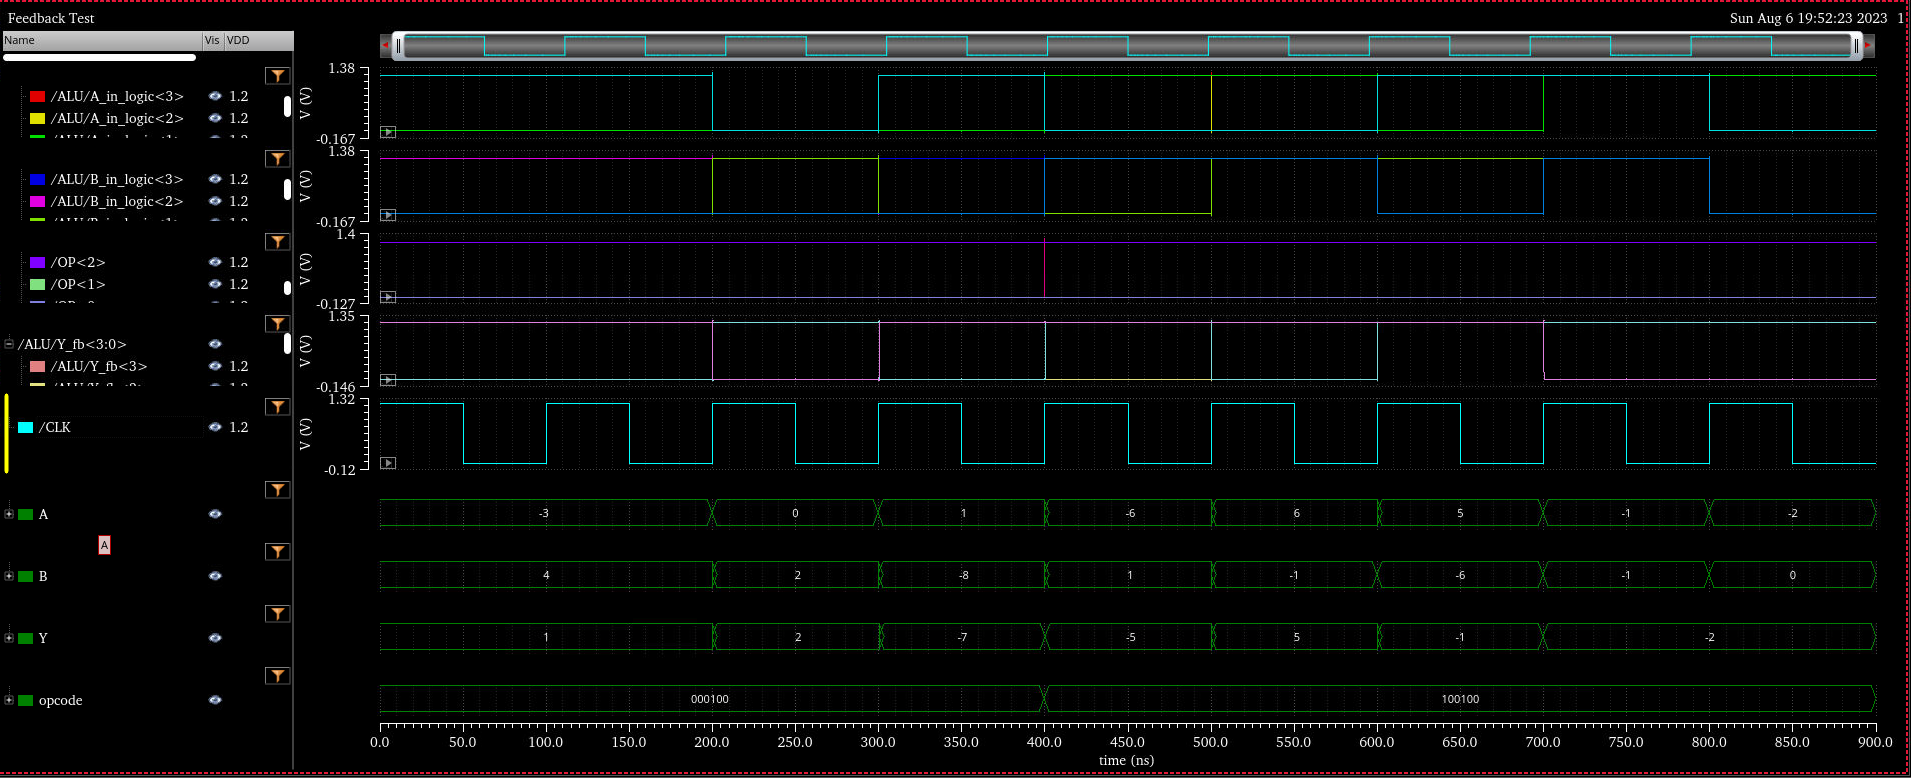 Feedback Test
Sun Aug 6 19:52:23 2023 1
Name Vis VDD
/ALU/A_in_logic<3> 1.2
/ALU/A_in_logic<2> 1.2
1.38
V (V)
-0.167
/ALU/B_in_logic<3> 1.2
/ALU/B_in_logic<2> 1.2
1.38
V (V)
-0.167
/OP<2> 1.2
/OP<1> 1.2
1.4
V (V)
-0.127
/ALU/Y_fb<3:0>
/ALU/Y_fb<3> 1.2
1.35
V (V)
-0.146
/CLK 1.2
1.32
V (V)
-0.12
A -3 0 1 -6 6 5 -1 -2
A
B 4 2 -8 1 -1 -6 -1 0
Y 1 2 -7 -5 5 -1 -2
opcode 000100 100100
0.0 50.0 100.0 150.0 200.0 250.0 300.0 350.0 400.0 450.0 500.0 550.0 600.0 650.0 700.0 750.0 800.0 850.0 900.0
time (ns)